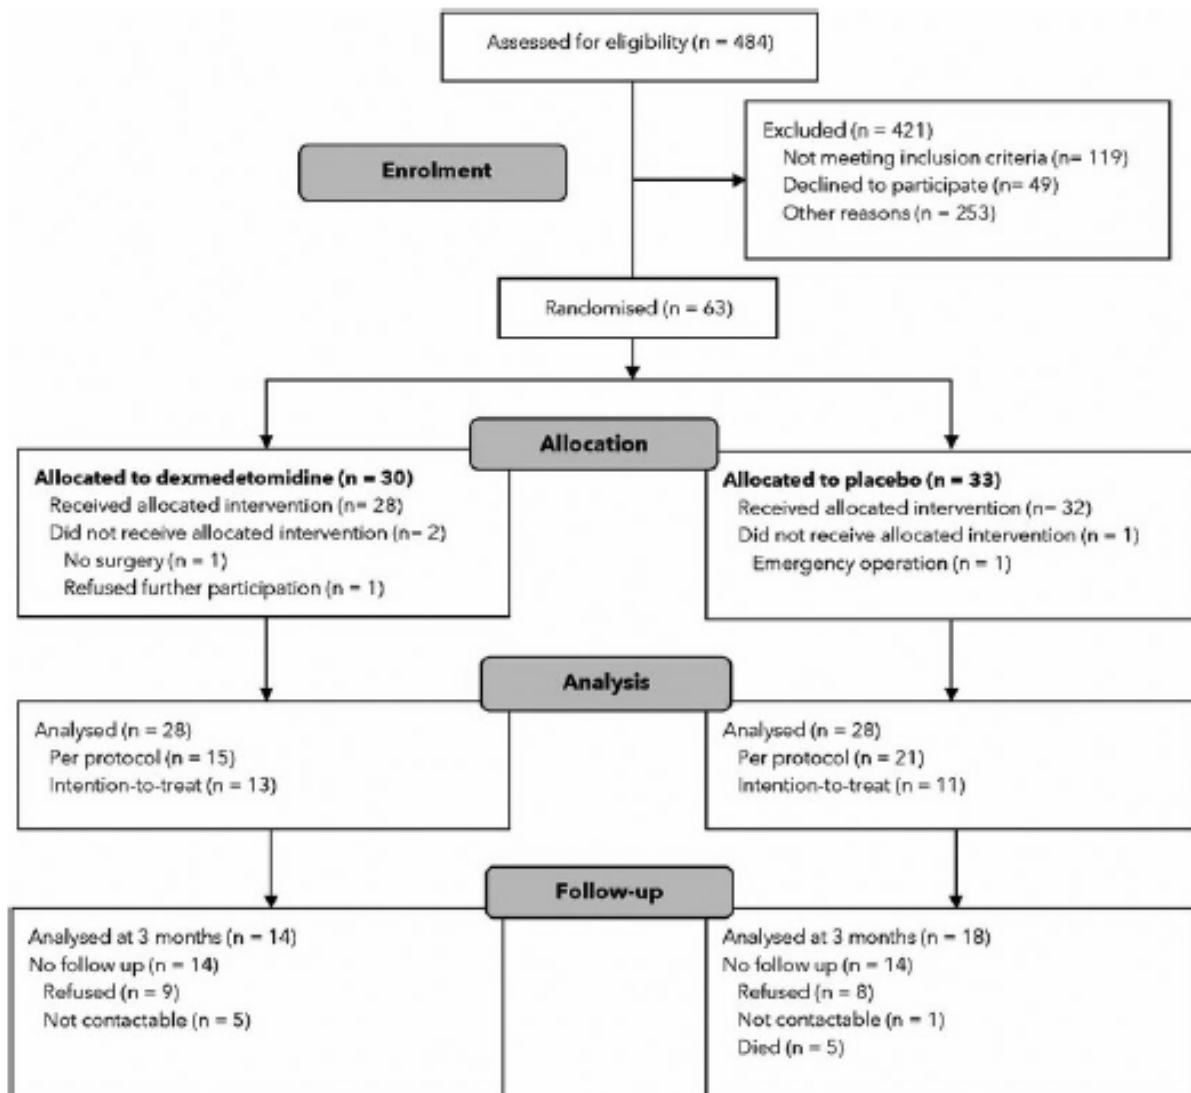 Assessed for eligibility (n = 484)
Excluded (n = 421)
Not meeting inclusion criteria (n= 119)
Declined to participate (n= 49)
Other reasons (n = 253)
Enrolment
Randomised (n = 63)
Allocation
Allocated to dexmedetomidine (n = 30)
Received allocated intervention (n= 28)
Did not receive allocated intervention (n= 2)
No surgery (n = 1)
Refused further participation (n = 1)
Allocated to placebo (n = 33)
Received allocated intervention (n= 32)
Did not receive allocated intervention (n = 1)
Emergency operation (n = 1)
Analysis
Analysed (n = 28)
Per protocol (n = 15)
Intention-to-treat (n = 13)
Analysed (n = 28)
Per protocol (n = 21)
Intention-to-treat (n = 11)
Follow-up
Analysed at 3 months (n = 14)
No follow up (n = 14)
Refused (n = 9)
Not contactable (n = 5)
Analysed at 3 months (n = 18)
No follow up (n = 14)
Refused (n = 8)
Not contactable (n = 1)
Died (n = 5)